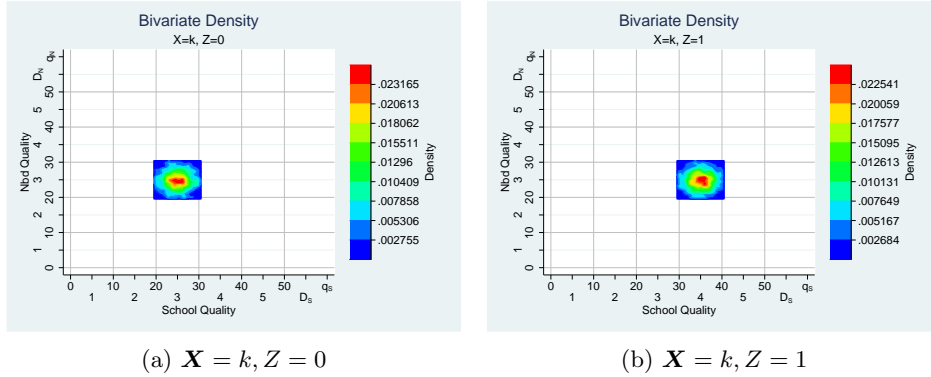 Bivariate Density
X=k, Z=0
q_N
D_N
50
5
40
4
30
3
20
2
10
1
0
Nbd Quality
0 10 20 30 40 50 q_S
1 2 3 4 5 D_S
School Quality
.023165
.020613
.018062
.015511
.01296
.010409
.007858
.005306
.002755
Density
(a) X = k, Z = 0
Bivariate Density
X=k, Z=1
q_N
D_N
50
5
40
4
30
3
20
2
10
1
0
Nbd Quality
0 10 20 30 40 50 q_S
1 2 3 4 5 D_S
School Quality
.022541
.020059
.017577
.015095
.012613
.010131
.007649
.005167
.002684
Density
(b) X = k, Z = 1